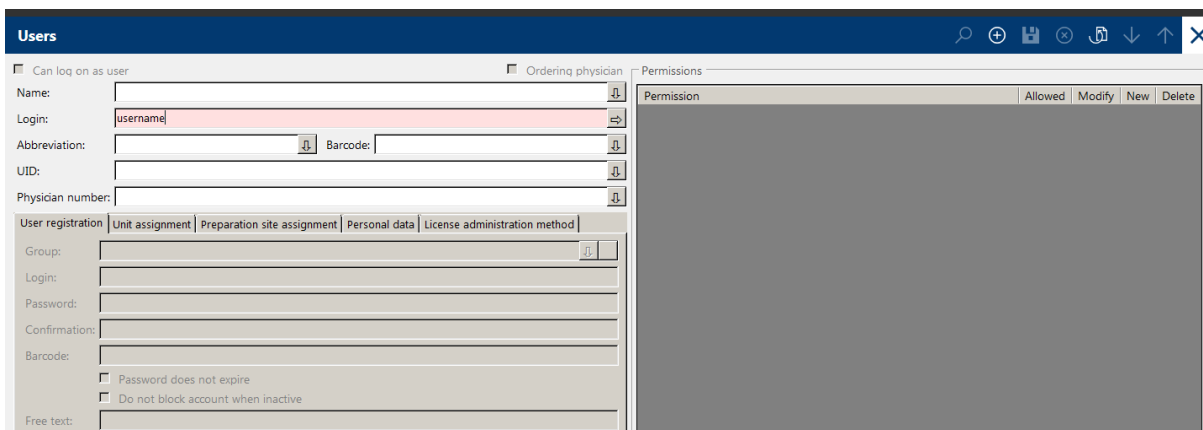 Users
Can log on as user
Ordering physician
Permissions
Name:
Permission Allowed Modify New Delete
Login: username
Abbreviation: Barcode:
UID:
Physician number:
User registration Unit assignment Preparation site assignment Personal data License administration method
Group:
Login:
Password:
Confirmation:
Barcode:
Password does not expire
Do not block account when inactive
Free text: